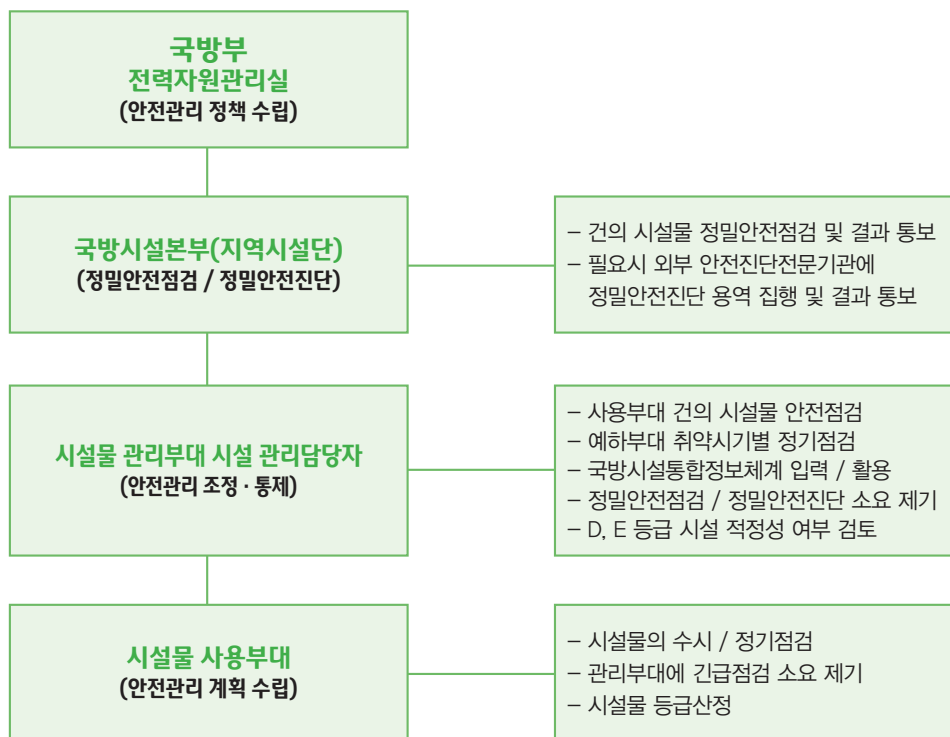 국방부
전력자원관리실
(안전관리 정책 수립)
국방시설본부(지역시설단)
(정밀안전점검 / 정밀안전진단)
– 건의 시설물 정밀안전점검 및 결과 통보
– 필요시 외부 안전진단전문기관에
정밀안전진단 용역 집행 및 결과 통보
시설물 관리부대 시설 관리담당자
(안전관리 조정 · 통제)
– 사용부대 건의 시설물 안전점검
– 예하부대 취약시기별 정기점검
– 국방시설통합정보체계 입력 / 활용
– 정밀안전점검 / 정밀안전진단 소요 제기
– D, E 등급 시설 적정성 여부 검토
시설물 사용부대
(안전관리 계획 수립)
– 시설물의 수시 / 정기점검
– 관리부대에 긴급점검 소요 제기
– 시설물 등급산정